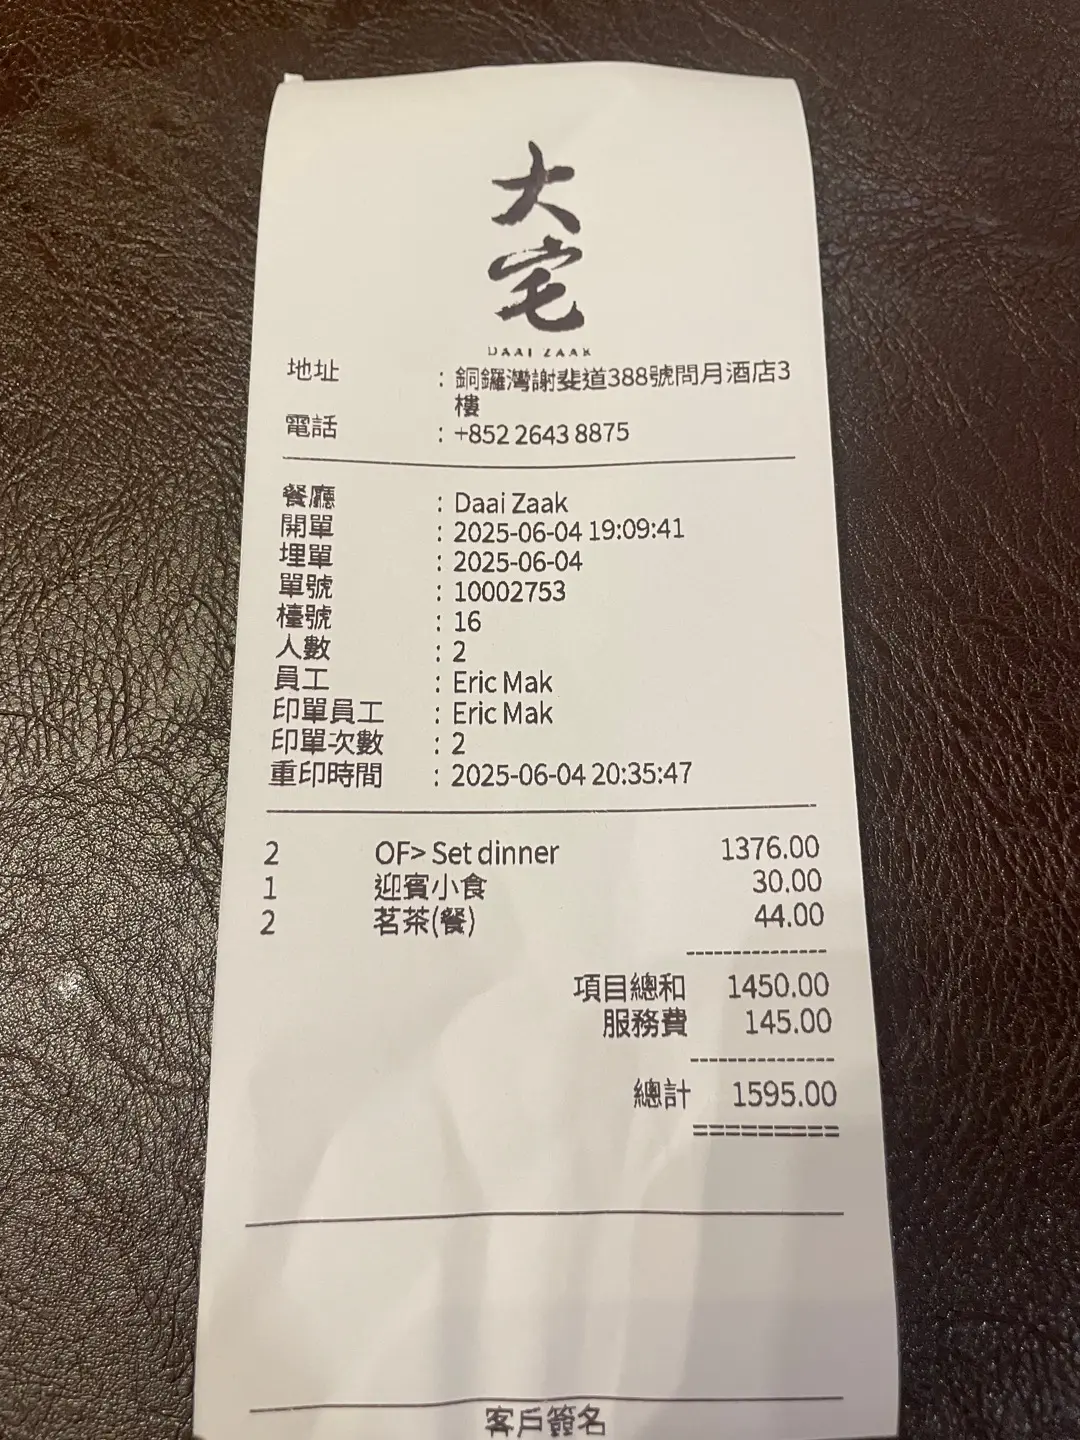 大
宅
DAAI ZAAK
地址 : 銅鑼灣謝斐道388號問月酒店3
樓
電話 : +852 2643 8875
餐廳 : Daai Zaak
開單 : 2025-06-04 19:09:41
埋單 : 2025-06-04
單號 : 10002753
檯號 : 16
人數 : 2
員工 : Eric Mak
印單員工 : Eric Mak
印單次數 : 2
重印時間 : 2025-06-04 20:35:47
2 OF> Set dinner 1376.00
1 迎賓小食 30.00
2 茗茶(餐) 44.00
---------------
項目總和 1450.00
服務費 145.00
---------------
總計 1595.00
=========
客戶簽名